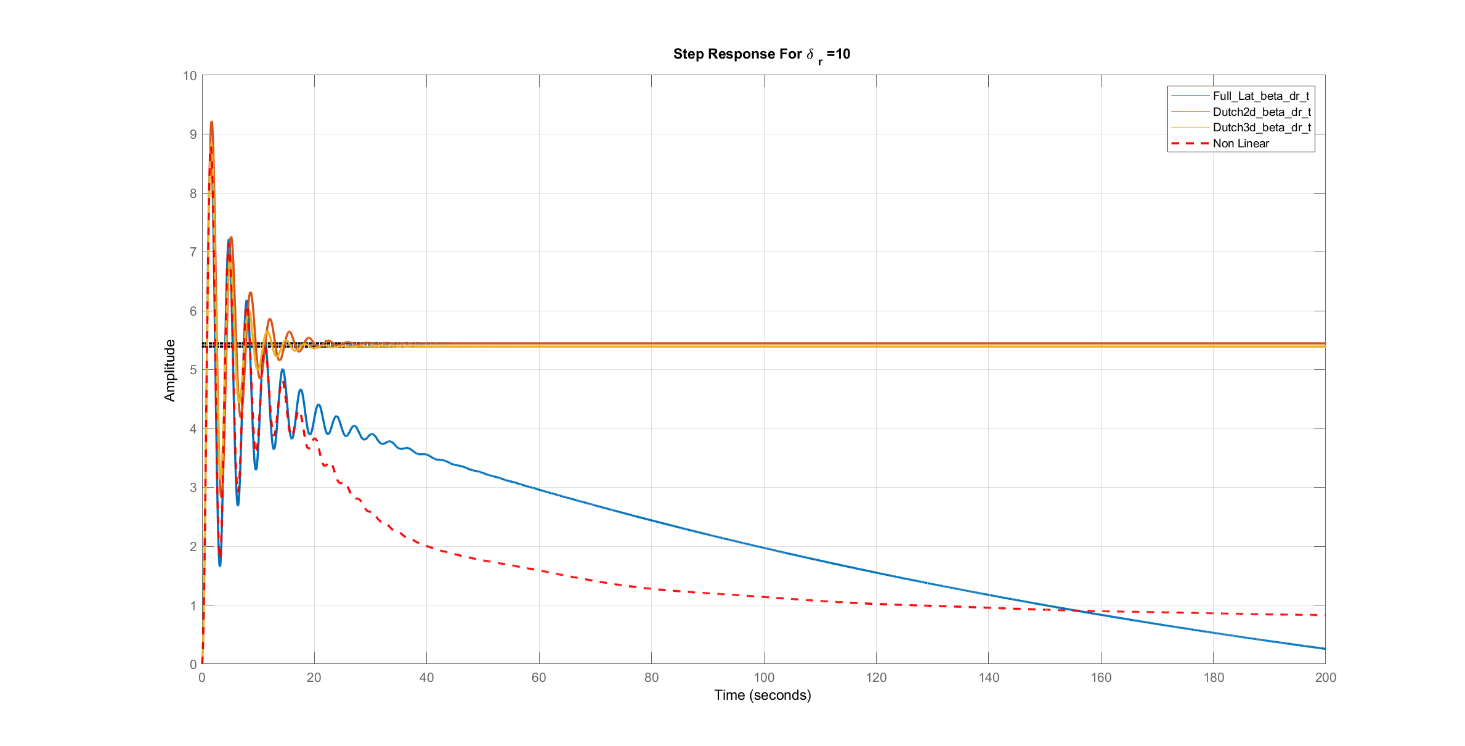 Step Response For δ r =10
Full_Lat_beta_dr_t
Dutch2d_beta_dr_t
Dutch3d_beta_dr_t
Non Linear
Amplitude
10
9
8
7
6
5
4
3
2
1
0
0 20 40 60 80 100 120 140 160 180 200
Time (seconds)